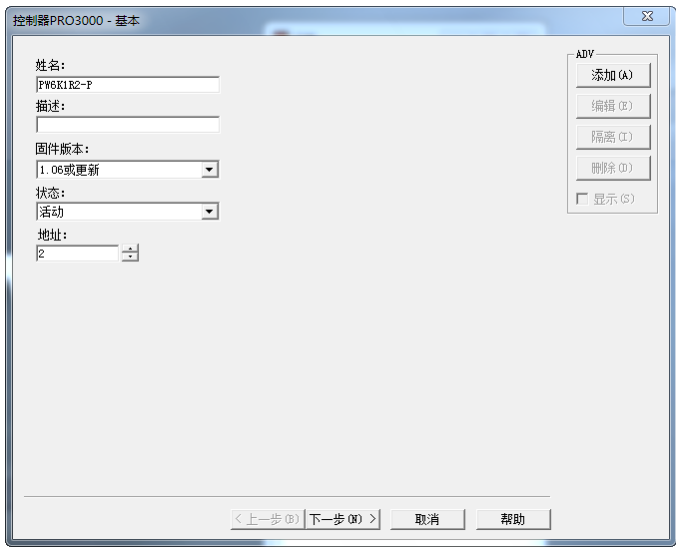 控制器PRO3000 - 基本
姓名:
PW6K1R2-P
描述:
固件版本:
1.06或更新
状态:
活动
地址:
2
ADV
添加(A)
编辑(E)
隔离(I)
删除(D)
显示(S)
< 上一步(B)
下一步(N) >
取消
帮助